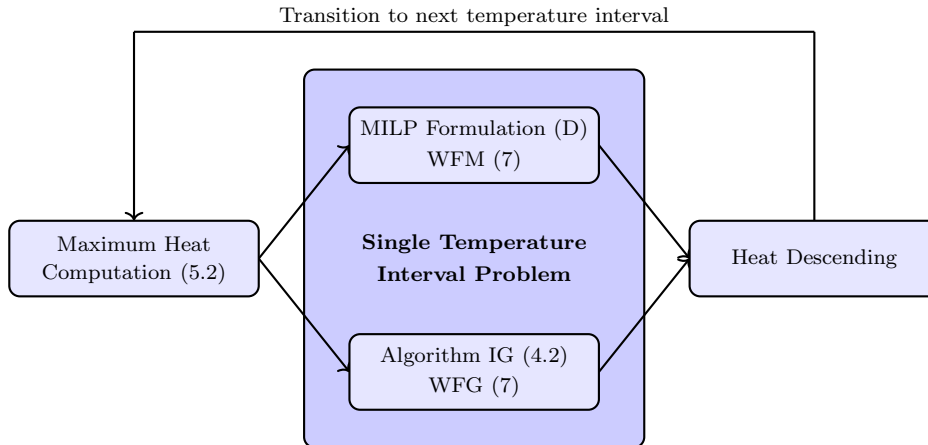 Transition to next temperature interval
MILP Formulation (D)
WFM (7)
Maximum Heat
Computation (5.2)
Single Temperature
Interval Problem
Heat Descending
Algorithm IG (4.2)
WFG (7)